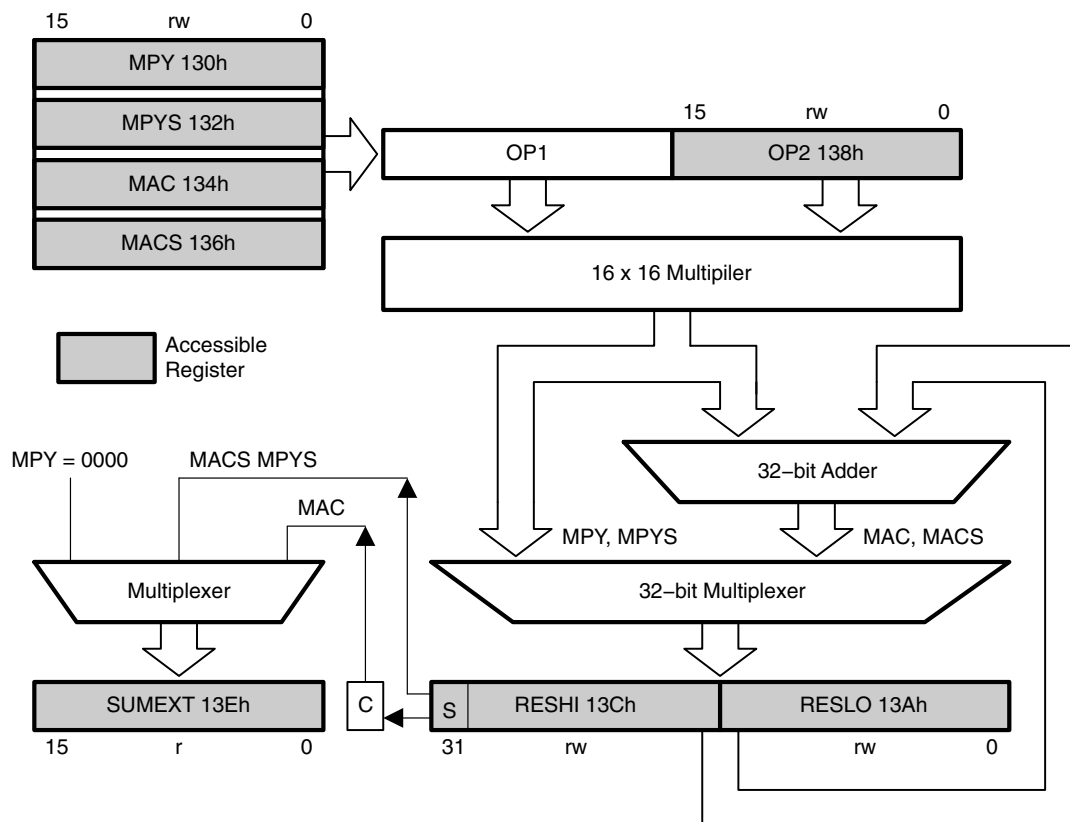 15 rw 0
MPY 130h
MPYS 132h
MAC 134h
MACS 136h
15 rw 0
OP1
OP2 138h
16 x 16 Multipiler
Accessible
Register
32−bit Adder
MPY = 0000
MACS MPYS
MAC
MPY, MPYS
MAC, MACS
Multiplexer
32−bit Multiplexer
SUMEXT 13Eh
C
S
RESHI 13Ch
RESLO 13Ah
15 r 0
31 rw rw 0